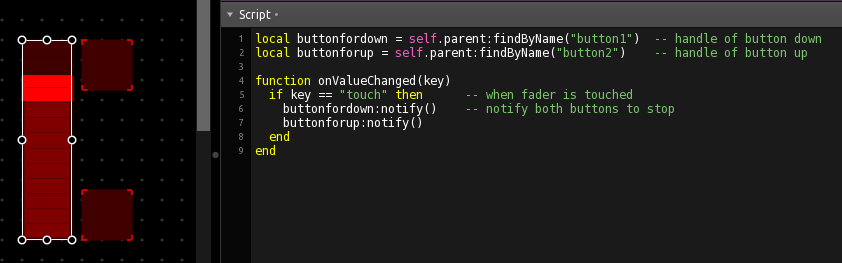 Script
1 local buttonfordown = self.parent:findByName("button1")  -- handle of button down
2 local buttonforup = self.parent:findByName("button2")    -- handle of button up
3
4 function onValueChanged(key)
5   if key == "touch" then      -- when fader is touched
6     buttonfordown:notify()    -- notify both buttons to stop
7     buttonforup:notify()
8   end
9 end